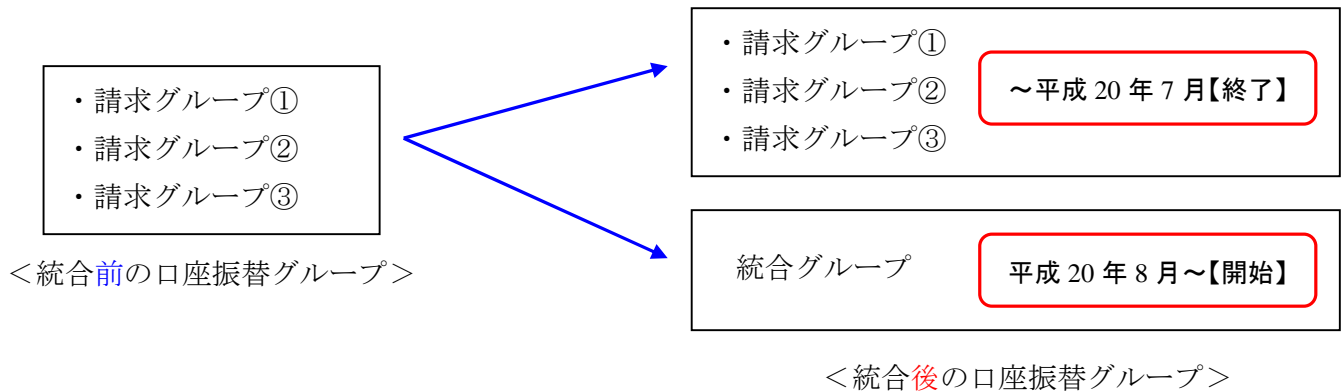 ・請求グループ①
・請求グループ②
・請求グループ③
＜統合前の口座振替グループ＞
・請求グループ①
・請求グループ②
・請求グループ③
～平成 20 年 7 月【終了】
統合グループ
平成 20 年 8 月～【開始】
＜統合後の口座振替グループ＞